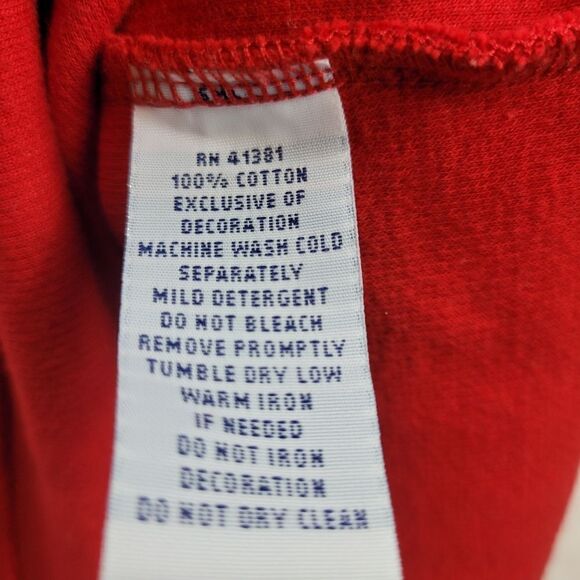 RN 41381
100% COTTON
EXCLUSIVE OF
DECORATION
MACHINE WASH COLD
SEPARATELY
MILD DETERGENT
DO NOT BLEACH
REMOVE PROMPTLY
TUMBLE DRY LOW
WARM IRON
IF NEEDED
DO NOT IRON
DECORATION
DO NOT DRY CLEAN